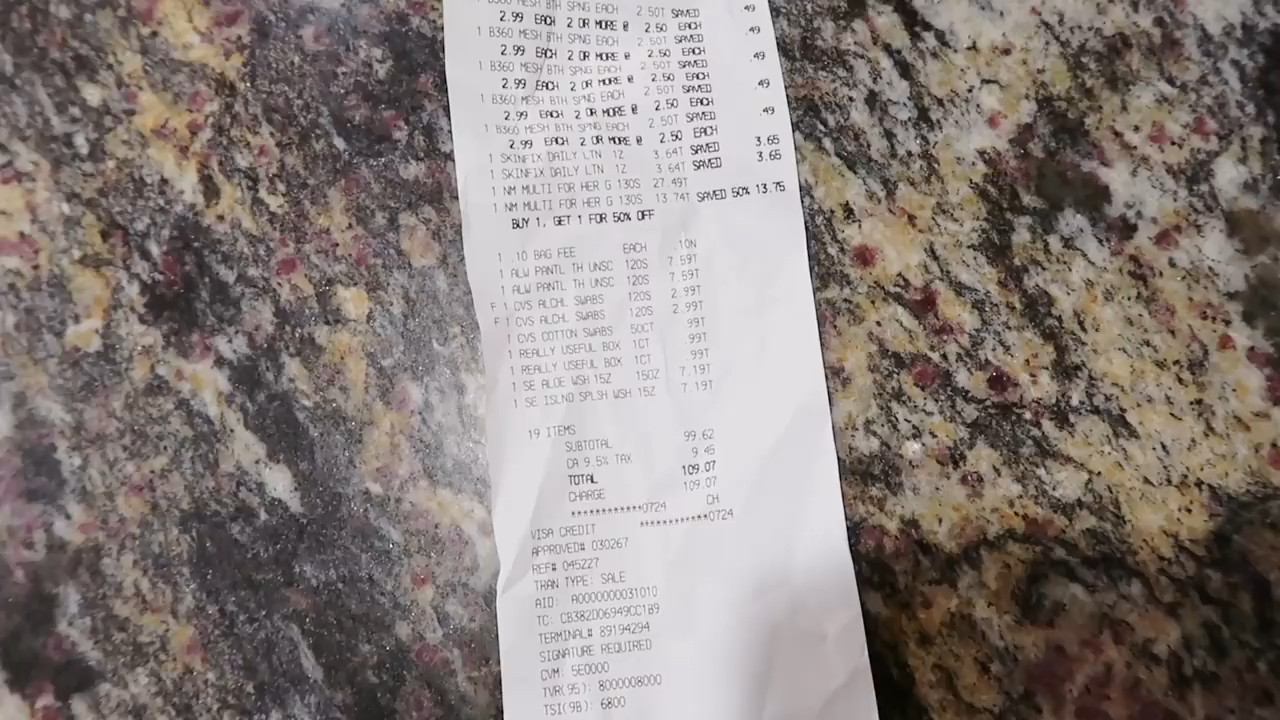 1 B360 MESH BTH SPNG EACH 2.50T SAVED .49
2.99 EACH 2 OR MORE @ 2.50 EACH
1 B360 MESH BTH SPNG EACH 2.50T SAVED .49
2.99 EACH 2 OR MORE @ 2.50 EACH
1 B360 MESH BTH SPNG EACH 2.50T SAVED .49
2.99 EACH 2 OR MORE @ 2.50 EACH
1 B360 MESH BTH SPNG EACH 2.50T SAVED .49
2.99 EACH 2 OR MORE @ 2.50 EACH
1 B360 MESH BTH SPNG EACH 2.50T SAVED .49
2.99 EACH 2 OR MORE @ 2.50 EACH
1 SKINFIX DAILY LTN 12 3.64T SAVED 3.65
1 SKINFIX DAILY LTN 12 3.64T SAVED 3.65
1 NM MULTI FOR HER G 130S 27.49T
1 NM MULTI FOR HER G 130S 13.74T SAVED 50% 13.75
BUY 1, GET 1 FOR 50% OFF
1 .10 BAG FEE EACH .10N
1 ALW PANTL TH UNSC 120S 7.59T
1 ALW PANTL TH UNSC 120S 7.59T
F 1 CVS ALCHL SWABS 120S 2.99T
F 1 CVS ALCHL SWABS 120S 2.99T
1 CVS COTTON SWABS 50CT .99T
1 REALLY USEFUL BOX 1CT .99T
1 REALLY USEFUL BOX 1CT .99T
1 SE ALOE WSH 15Z 15OZ 7.19T
1 SE ISLND SPLSH WSH 15Z 7.19T
19 ITEMS
SUBTOTAL 99.62
CA 9.5% TAX 9.45
TOTAL 109.07
CHARGE 109.07
***********0724 CH
VISA CREDIT ***********0724
APPROVED# 030267
REF# 045227
TRAN TYPE: SALE
AID: A0000000031010
TC: CB382D06949CC1B9
TERMINAL# 89194294
SIGNATURE REQUIRED
CVM: 5E0000
TVR(95): 8000008000
TSI(9B): 6800